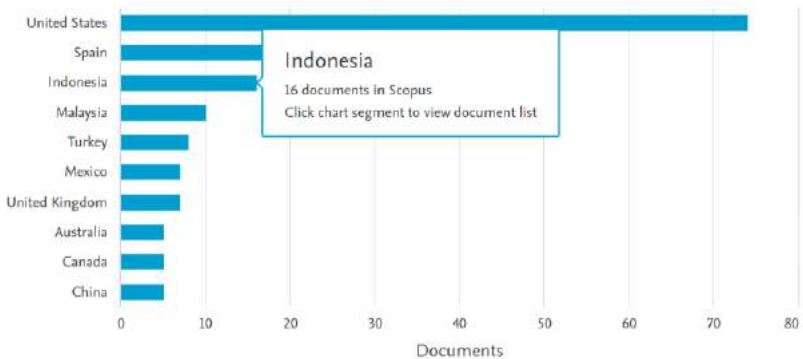 United States
Spain
Indonesia
Malaysia
Turkey
Mexico
United Kingdom
Australia
Canada
China
Indonesia
16 documents in Scopus
Click chart segment to view document list
0 10 20 30 40 50 60 70 80
Documents